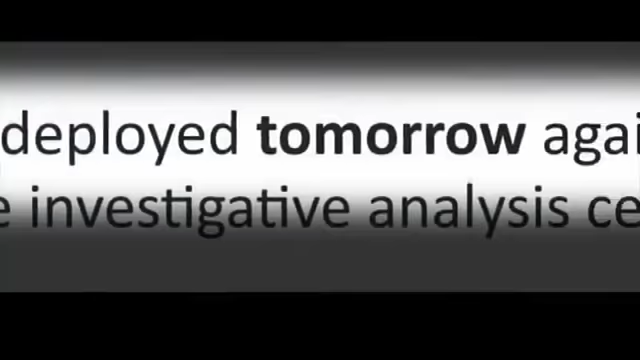 deployed tomorrow agai
e investigative analysis ce